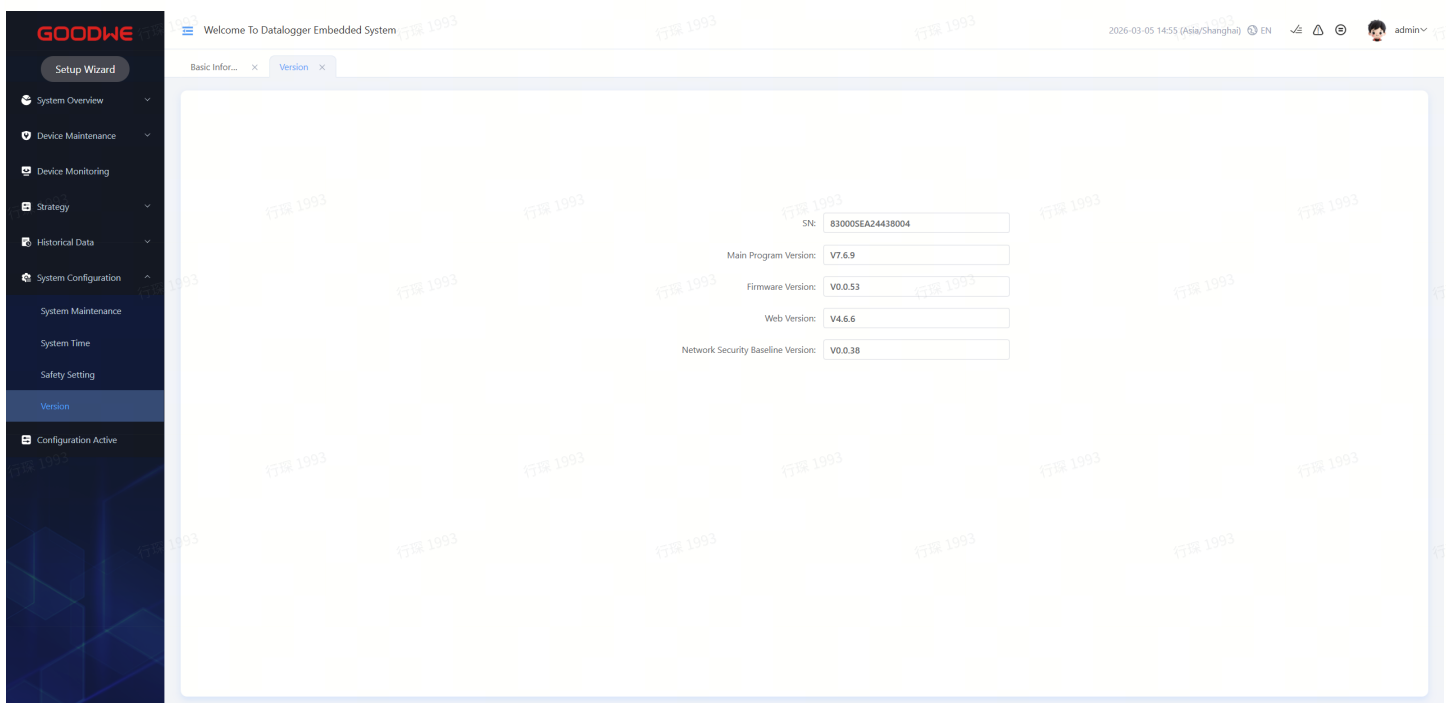 GOODWE
Welcome To Datalogger Embedded System
2026-03-05 14:55 (Asia/Shanghai) EN admin
Setup Wizard
Basic Infor... × Version ×
System Overview
Device Maintenance
Device Monitoring
Strategy
Historical Data
System Configuration
System Maintenance
System Time
Safety Setting
Version
Configuration Active
SN: 83000SEA24438004
Main Program Version: V7.6.9
Firmware Version: V0.0.53
Web Version: V4.6.6
Network Security Baseline Version: V0.0.38
行琛 1993